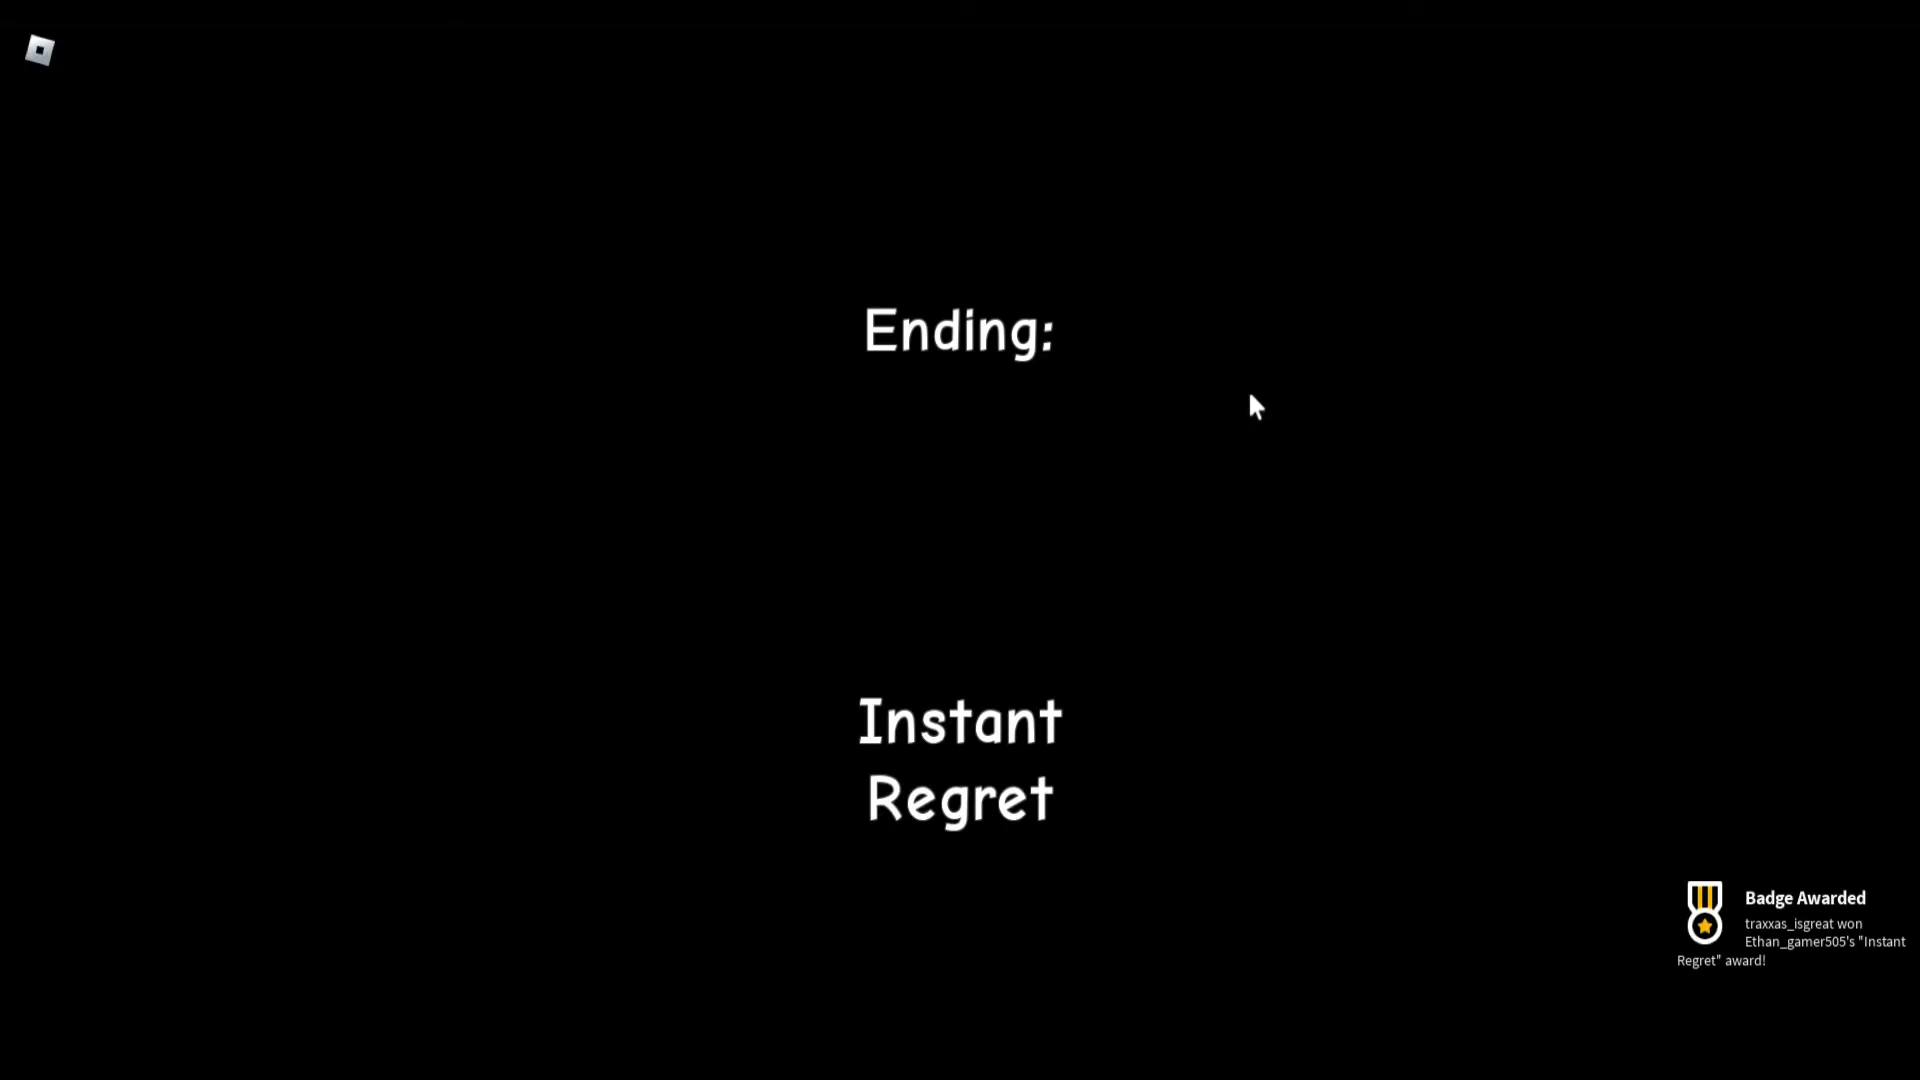 Ending:
Instant
Regret
Badge Awarded
traxxas_isgreat won
Ethan_gamer505's "Instant
Regret" award!